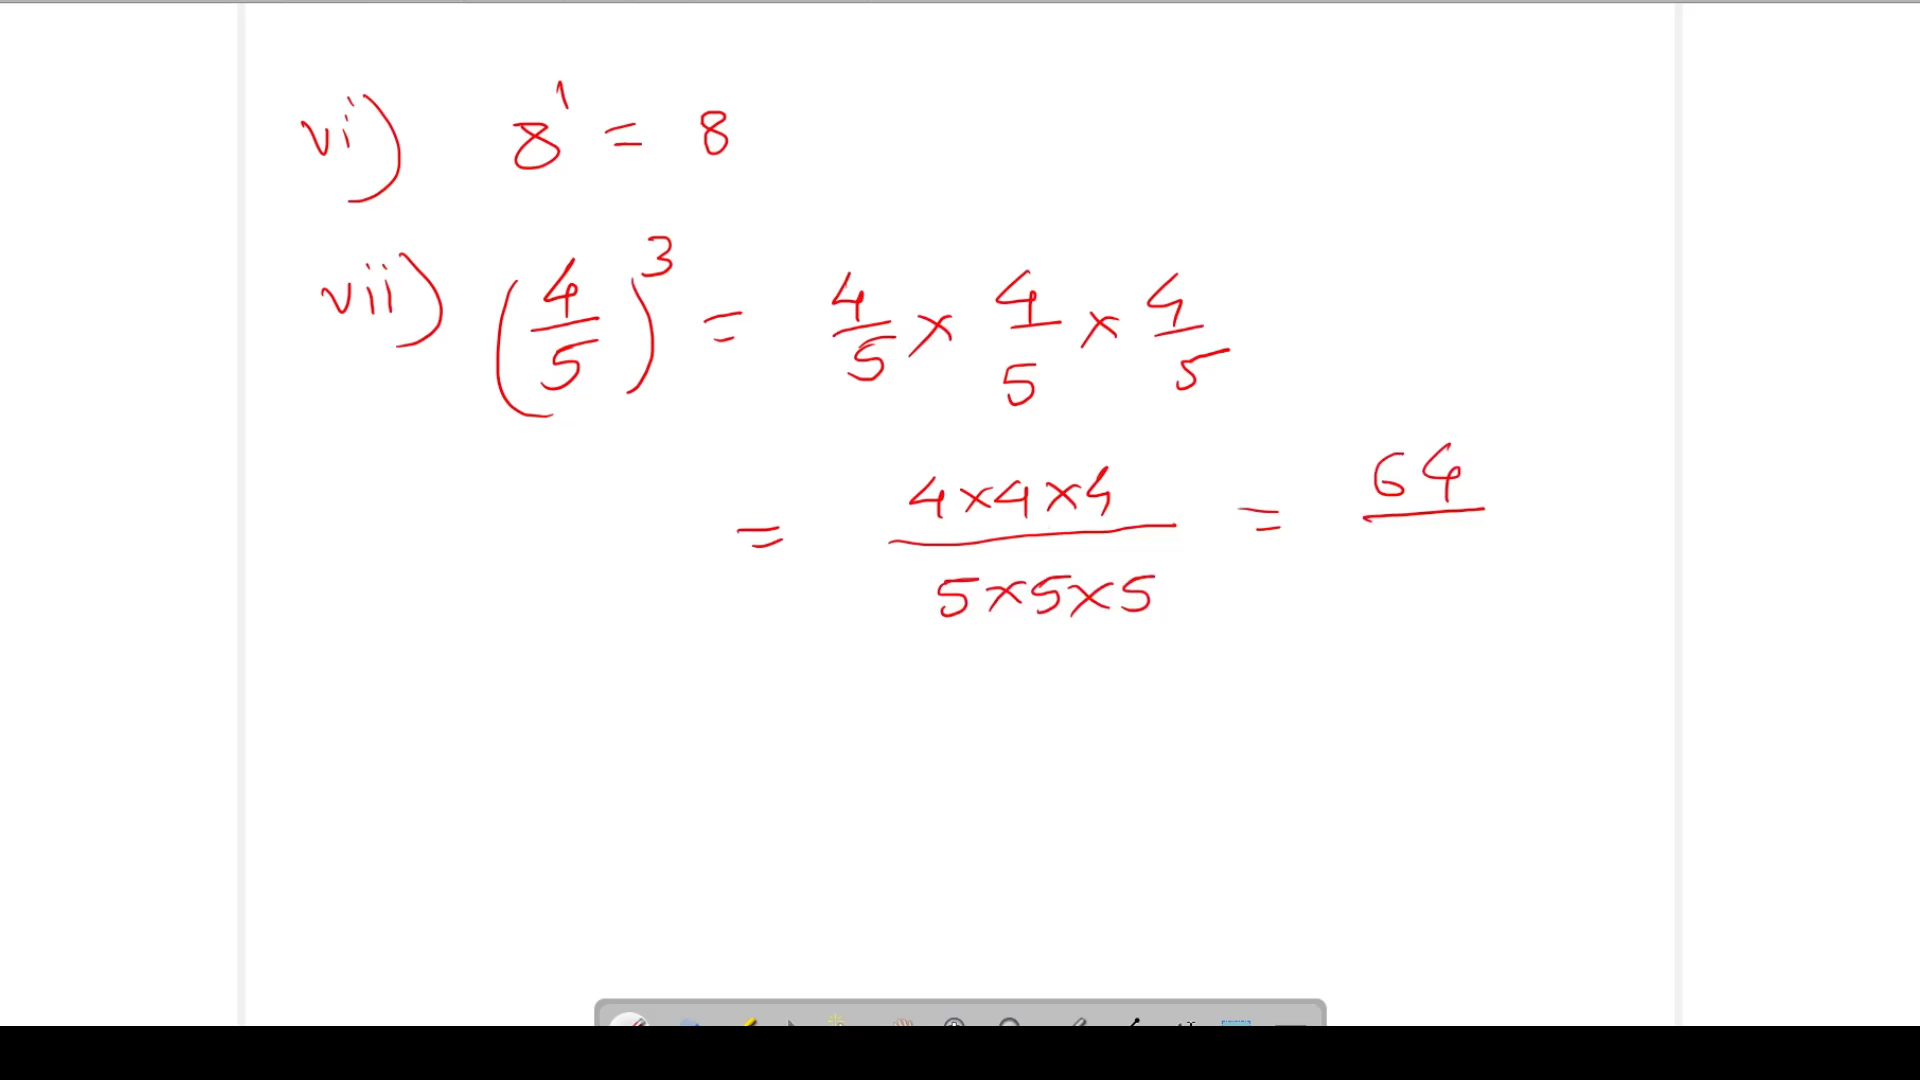 vi) 8¹ = 8
vii) (4/5)³ = 4/5 × 4/5 × 4/5
= 4×4×4 / 5×5×5 = 64/